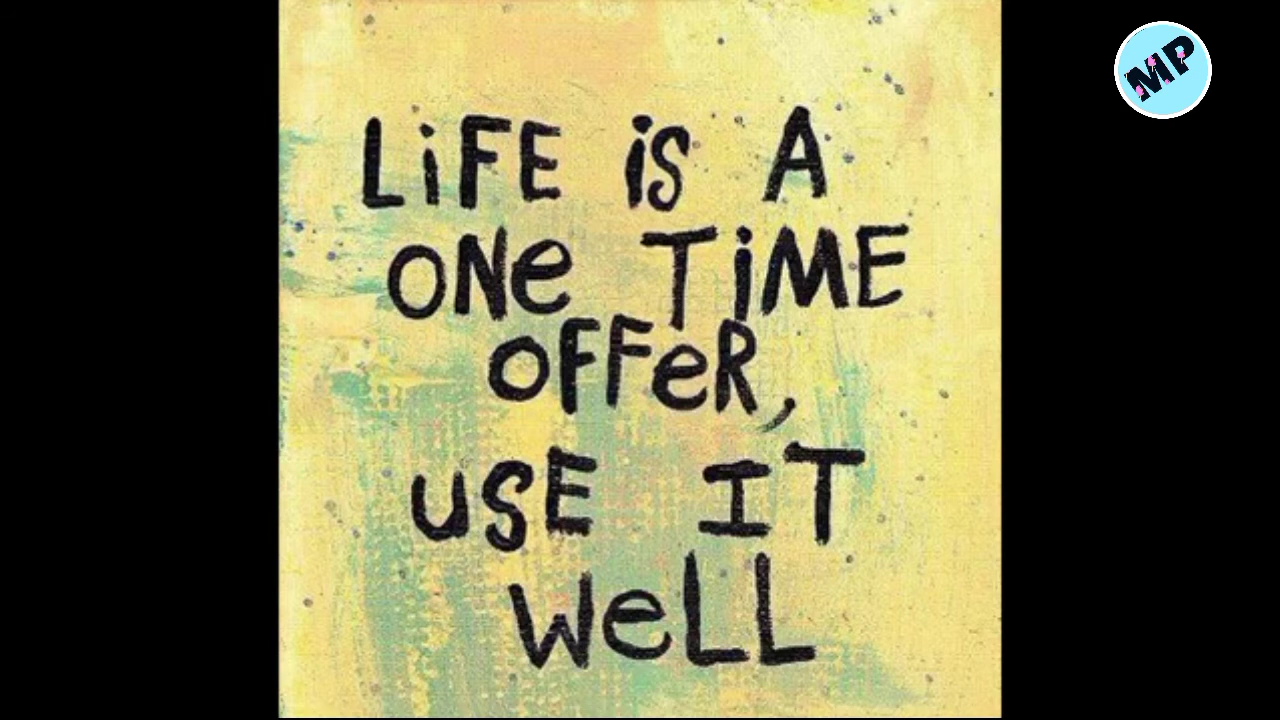 LiFE is A
ONe TiME
OFFeR,
USE IT
WeLL
MP